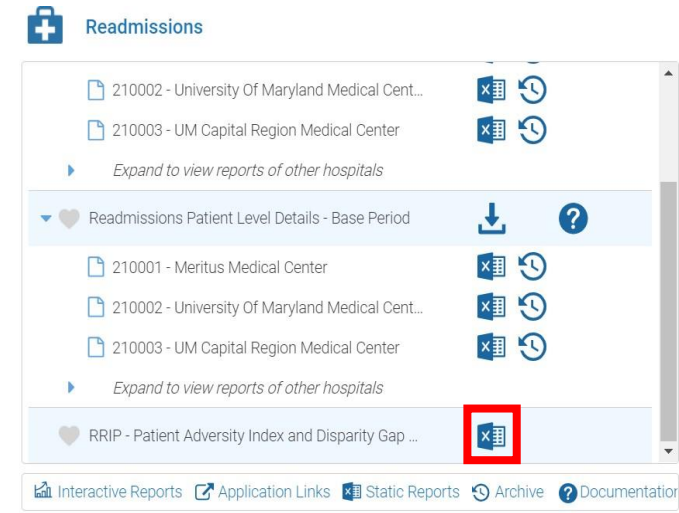 Readmissions
210002 - University Of Maryland Medical Cent...
210003 - UM Capital Region Medical Center
Expand to view reports of other hospitals
Readmissions Patient Level Details - Base Period
210001 - Meritus Medical Center
210002 - University Of Maryland Medical Cent...
210003 - UM Capital Region Medical Center
Expand to view reports of other hospitals
RRIP - Patient Adversity Index and Disparity Gap ...
Interactive Reports Application Links Static Reports Archive Documentation